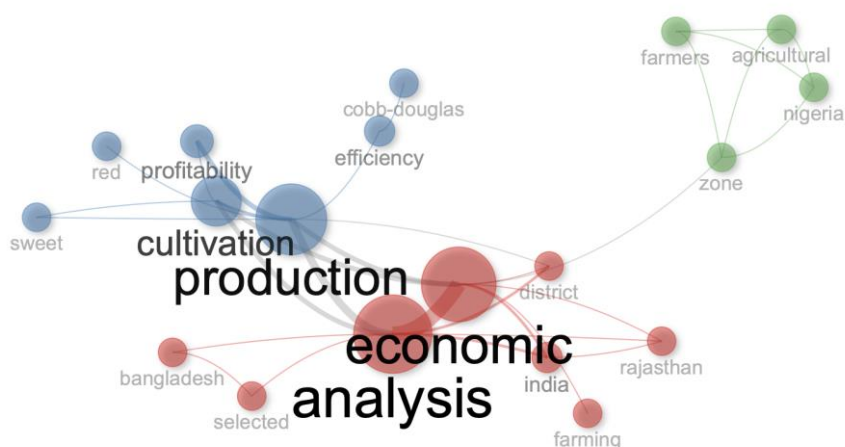 farmers
agricultural
nigeria
zone
cobb-douglas
efficiency
red
profitability
sweet
cultivation
production
district
economic
analysis
india
rajasthan
bangladesh
selected
farming